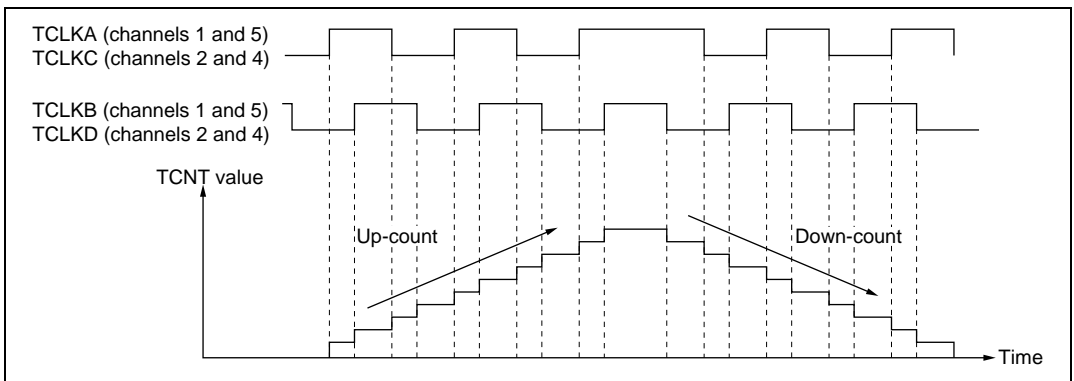 TCLKA (channels 1 and 5)
TCLKC (channels 2 and 4)
TCLKB (channels 1 and 5)
TCLKD (channels 2 and 4)
TCNT value
Up-count
Down-count
Time